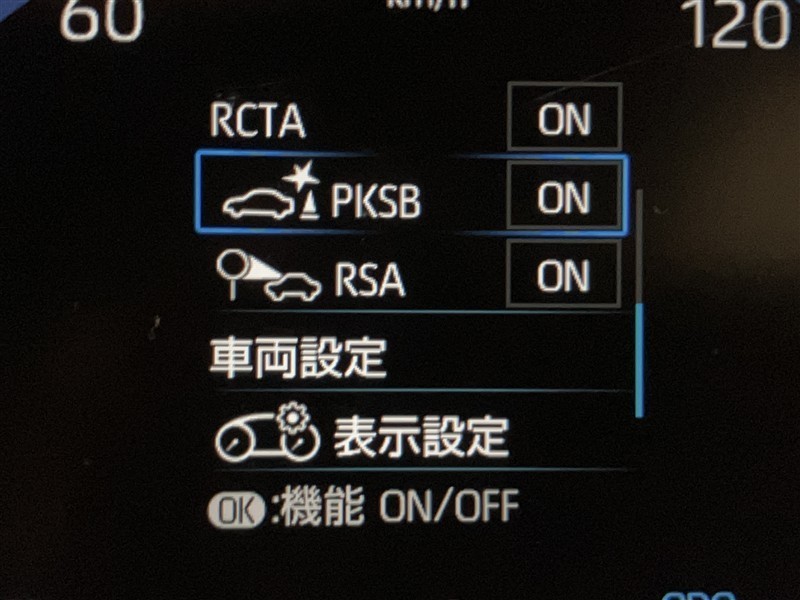 60 km/h 120
RCTA ON
PKSB ON
RSA ON
車両設定
表示設定
OK:機能 ON/OFF